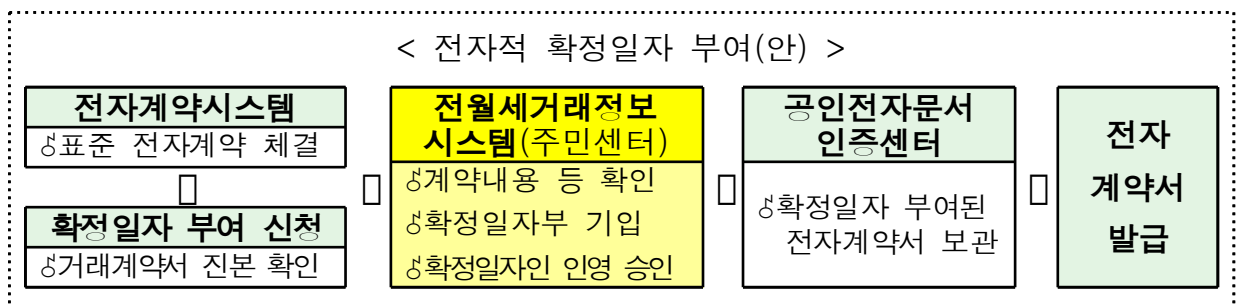 < 전자적 확정일자 부여(안) >
전자계약시스템
♁표준 전자계약 체결
확정일자 부여 신청
♁거래계약서 진본 확인
전월세거래정보
시스템(주민센터)
♁계약내용 등 확인
♁확정일자부 기입
♁확정일자인 인영 승인
공인전자문서
인증센터
♁확정일자 부여된
전자계약서 보관
전자
계약서
발급